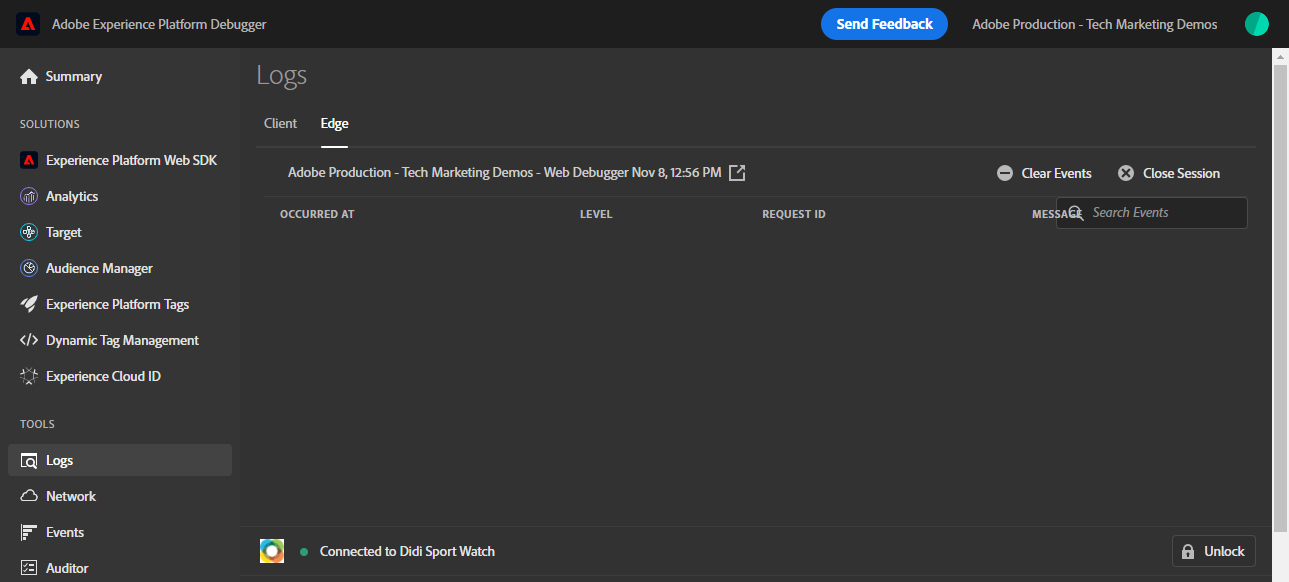 Adobe Experience Platform Debugger
Send Feedback
Adobe Production - Tech Marketing Demos
Summary
SOLUTIONS
Experience Platform Web SDK
Analytics
Target
Audience Manager
Experience Platform Tags
Dynamic Tag Management
Experience Cloud ID
TOOLS
Logs
Network
Events
Auditor
Logs
Client Edge
Adobe Production - Tech Marketing Demos - Web Debugger Nov 8, 12:56 PM
Clear Events Close Session
OCCURRED AT LEVEL REQUEST ID MESSAGE Search Events
Connected to Didi Sport Watch
Unlock